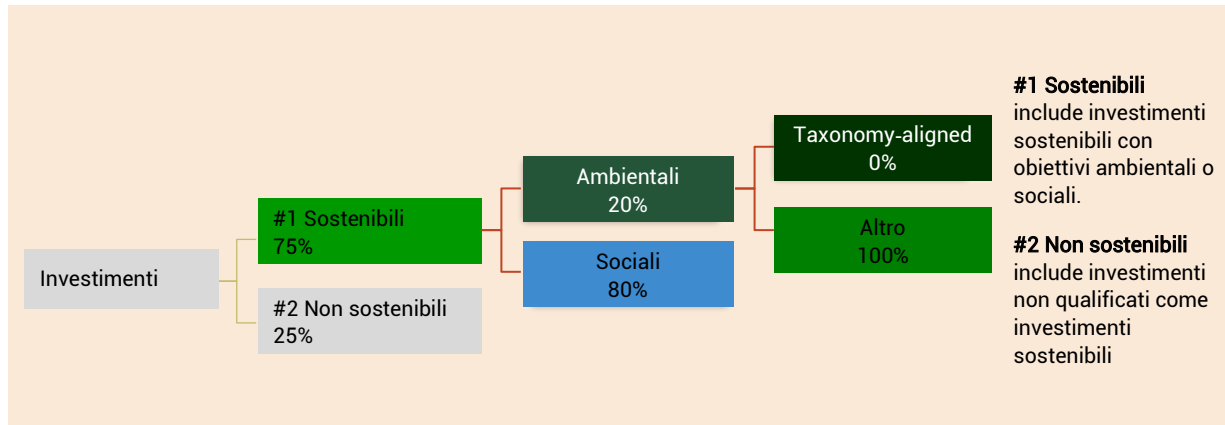 Investimenti
#1 Sostenibili
75%
#2 Non sostenibili
25%
Ambientali
20%
Sociali
80%
Taxonomy-aligned
0%
Altro
100%
#1 Sostenibili
include investimenti
sostenibili con
obiettivi ambientali o
sociali.
#2 Non sostenibili
include investimenti
non qualificati come
investimenti
sostenibili